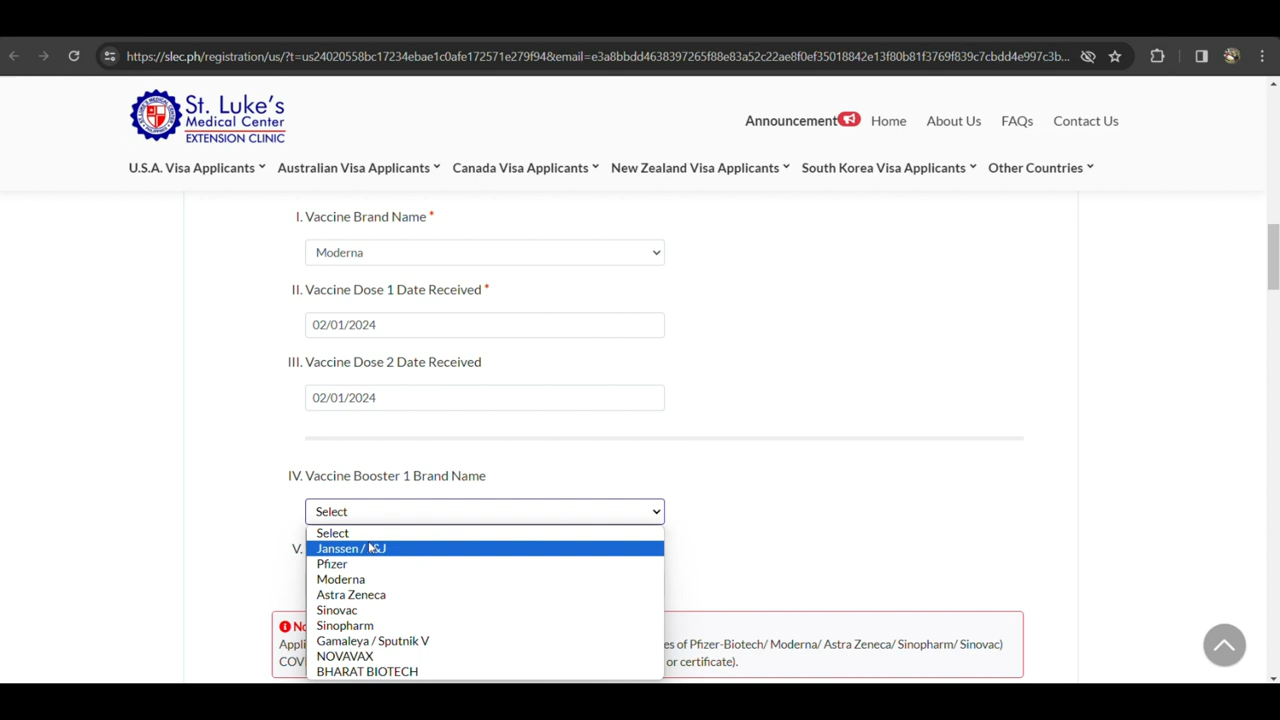 https://slec.ph/registration/us/?t=us24020558bc17234ebae1c0afe172571e279f948&email=e3a8bbdd4638397265f88e83a52c22ae8f0ef35018842e13f80b81f3769f839c7cbdd4e997c3b...
St. Luke's
Medical Center
EXTENSION CLINIC
Announcement Home About Us FAQs Contact Us
U.S.A. Visa Applicants Australian Visa Applicants Canada Visa Applicants New Zealand Visa Applicants South Korea Visa Applicants Other Countries
I. Vaccine Brand Name *
Moderna
II. Vaccine Dose 1 Date Received *
02/01/2024
III. Vaccine Dose 2 Date Received
02/01/2024
IV. Vaccine Booster 1 Brand Name
Select
Select
V.
Janssen / J&J
Pfizer
Moderna
Astra Zeneca
Sinovac
Sinopharm
Gamaleya / Sputnik V
NOVAVAX
BHARAT BIOTECH
es of Pfizer-Biotech/ Moderna/ Astra Zeneca/ Sinopharm/ Sinovac)
or certificate).